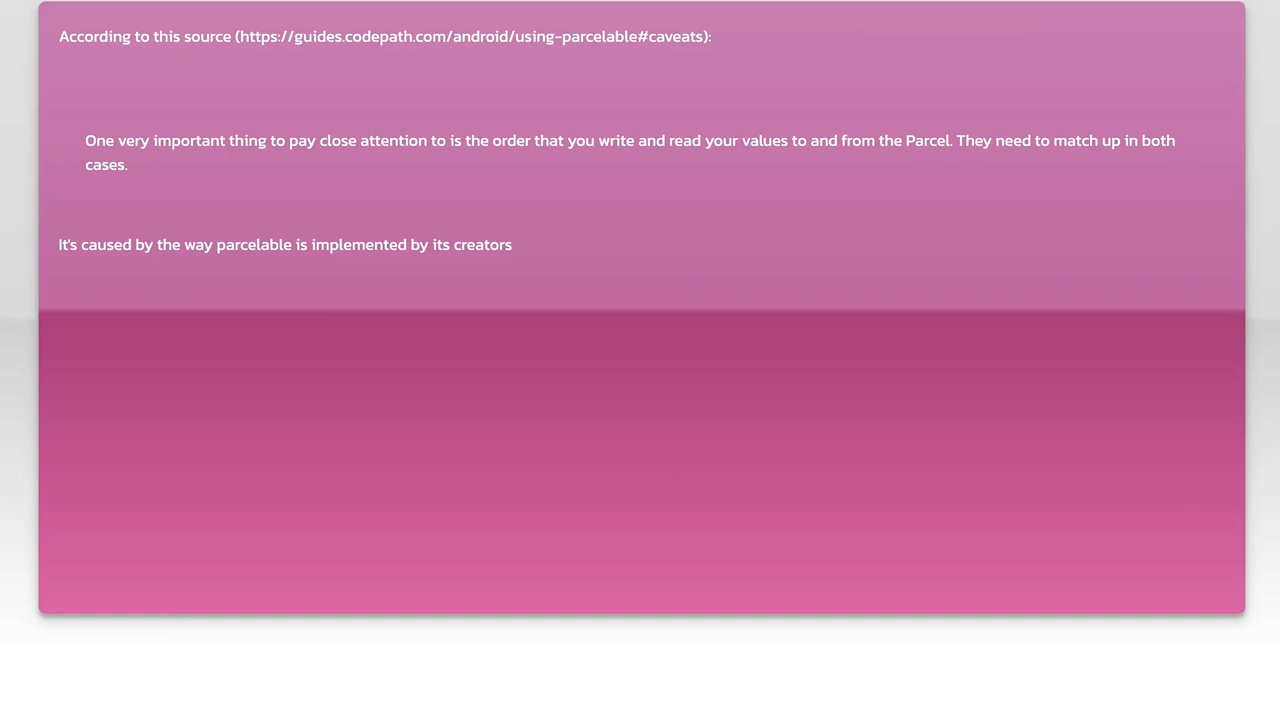 According to this source (https://guides.codepath.com/android/using-parcelable#caveats):
One very important thing to pay close attention to is the order that you write and read your values to and from the Parcel. They need to match up in both
cases.
It's caused by the way parcelable is implemented by its creators